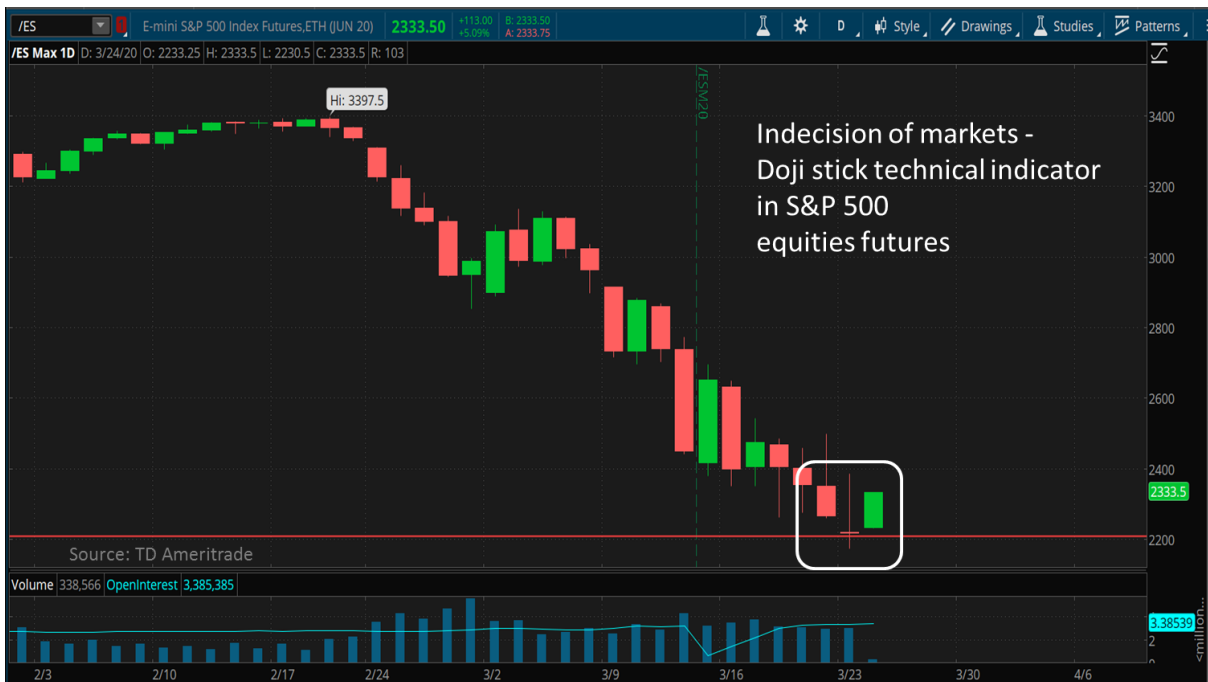 /ES
E-mini S&P 500 Index Futures,ETH (JUN 20)
2333.50
+113.00
+5.09%
B: 2333.50
A: 2333.75
D
Style
Drawings
Studies
Patterns
/ES Max 1D D: 3/24/20 O: 2233.25 H: 2333.5 L: 2230.5 C: 2333.5 R: 103
Hi: 3397.5
/ESM20
Indecision of markets -
Doji stick technical indicator
in S&P 500
equities futures
3400
3200
3000
2800
2600
2400
2333.5
2200
Source: TD Ameritrade
Volume 338,566 OpenInterest 3,385,385
3.38539
2
<million...
2/3 2/10 2/17 2/24 3/2 3/9 3/16 3/23 3/30 4/6